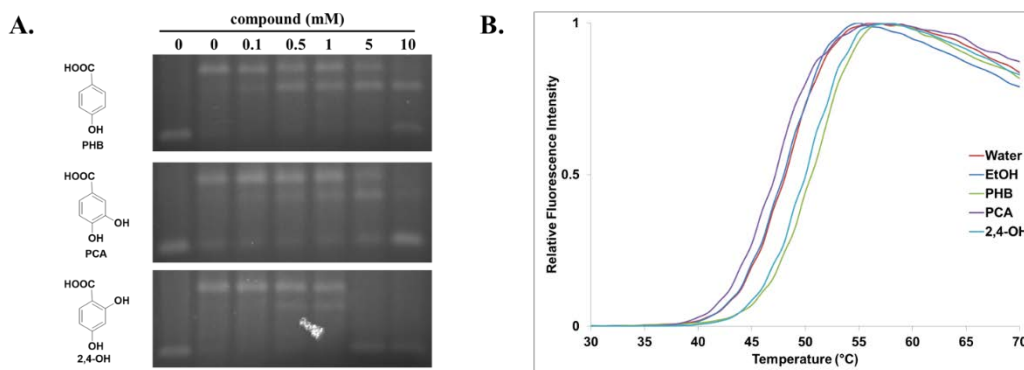 A.
compound (mM)
0 0 0.1 0.5 1 5 10
HOOC
OH
PHB
HOOC
OH
OH
PCA
HOOC
OH
OH
2,4-OH
B.
Relative Fluorescence Intensity
1
0.5
0
30 35 40 45 50 55 60 65 70
Temperature (°C)
Water
EtOH
PHB
PCA
2,4-OH